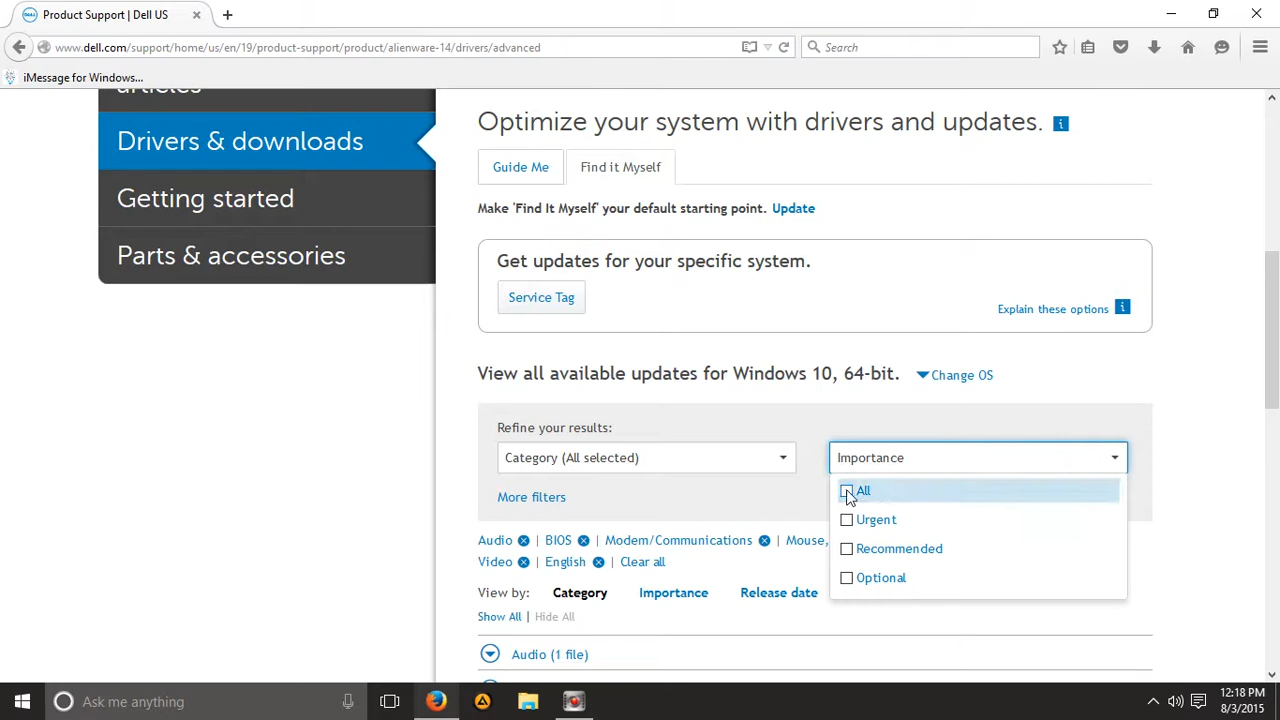 Product Support | Dell US
www.dell.com/support/home/us/en/19/product-support/product/alienware-14/drivers/advanced
Search
iMessage for Windows...
articles
Drivers & downloads
Getting started
Parts & accessories
Optimize your system with drivers and updates.
Guide Me
Find it Myself
Make 'Find It Myself' your default starting point. Update
Get updates for your specific system.
Service Tag
Explain these options
View all available updates for Windows 10, 64-bit. Change OS
Refine your results:
Category (All selected)
Importance
More filters
All
Urgent
Recommended
Optional
Audio | BIOS | Modem/Communications | Mouse,
Video | English | Clear all
View by: Category Importance Release date
Show All | Hide All
Audio (1 file)
Ask me anything
12:18 PM
8/3/2015